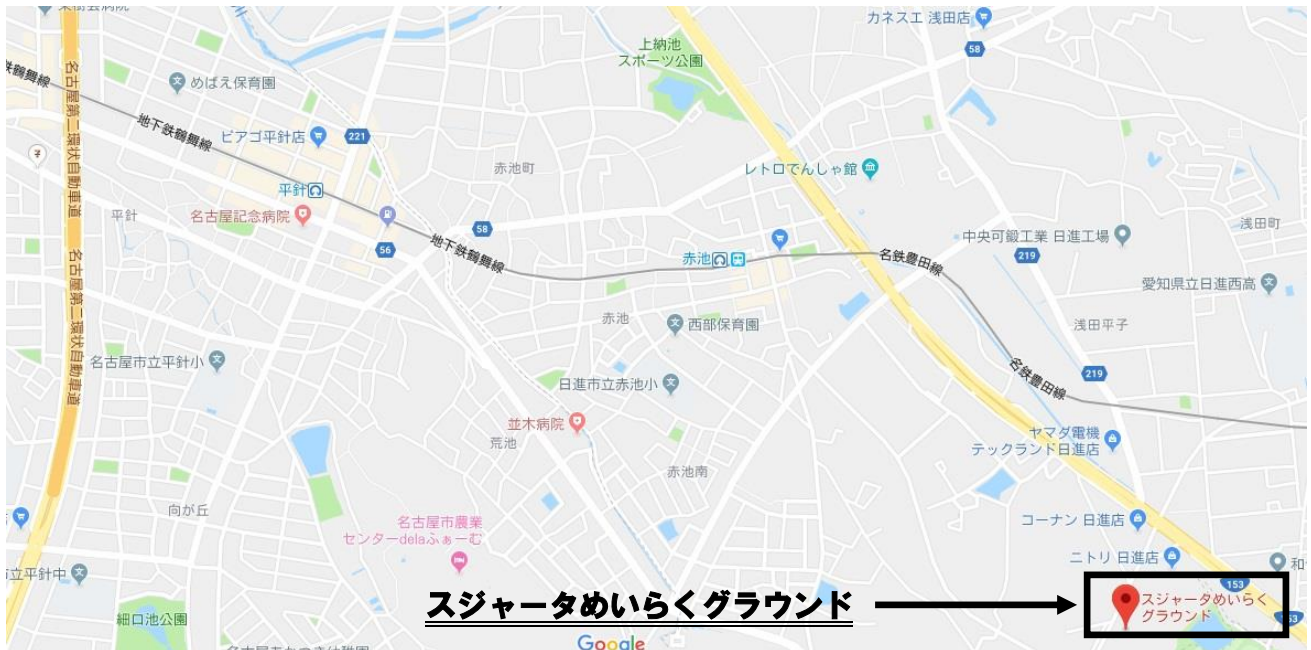 カネスエ 浅田店
58
上納池
スポーツ公園
鉄鶴舞線
名古屋第二環状自動車道
めばえ保育園
地下鉄鶴舞線
ピアゴ平針店
221
赤池町
レトロでんしゃ館
平針
名古屋記念病院
平針
56
58
地下鉄鶴舞線
赤池
名鉄豊田線
中央可鍛工業 日進工場
219
浅田町
愛知県立日進西高
名古屋第二環状自動車道
赤池
西部保育園
浅田平子
名古屋市立平針小
日進市立赤池小
219
名鉄豊田線
並木病院
荒池
ヤマダ電機
テックランド日進店
赤池南
向が丘
店
名古屋市農業
センターdelaふぁーむ
コーナン 日進店
ニトリ 日進店
市立平針中
153
スジャータめいらくグラウンド
スジャータめいらく
グラウンド
153
細口池公園
Google